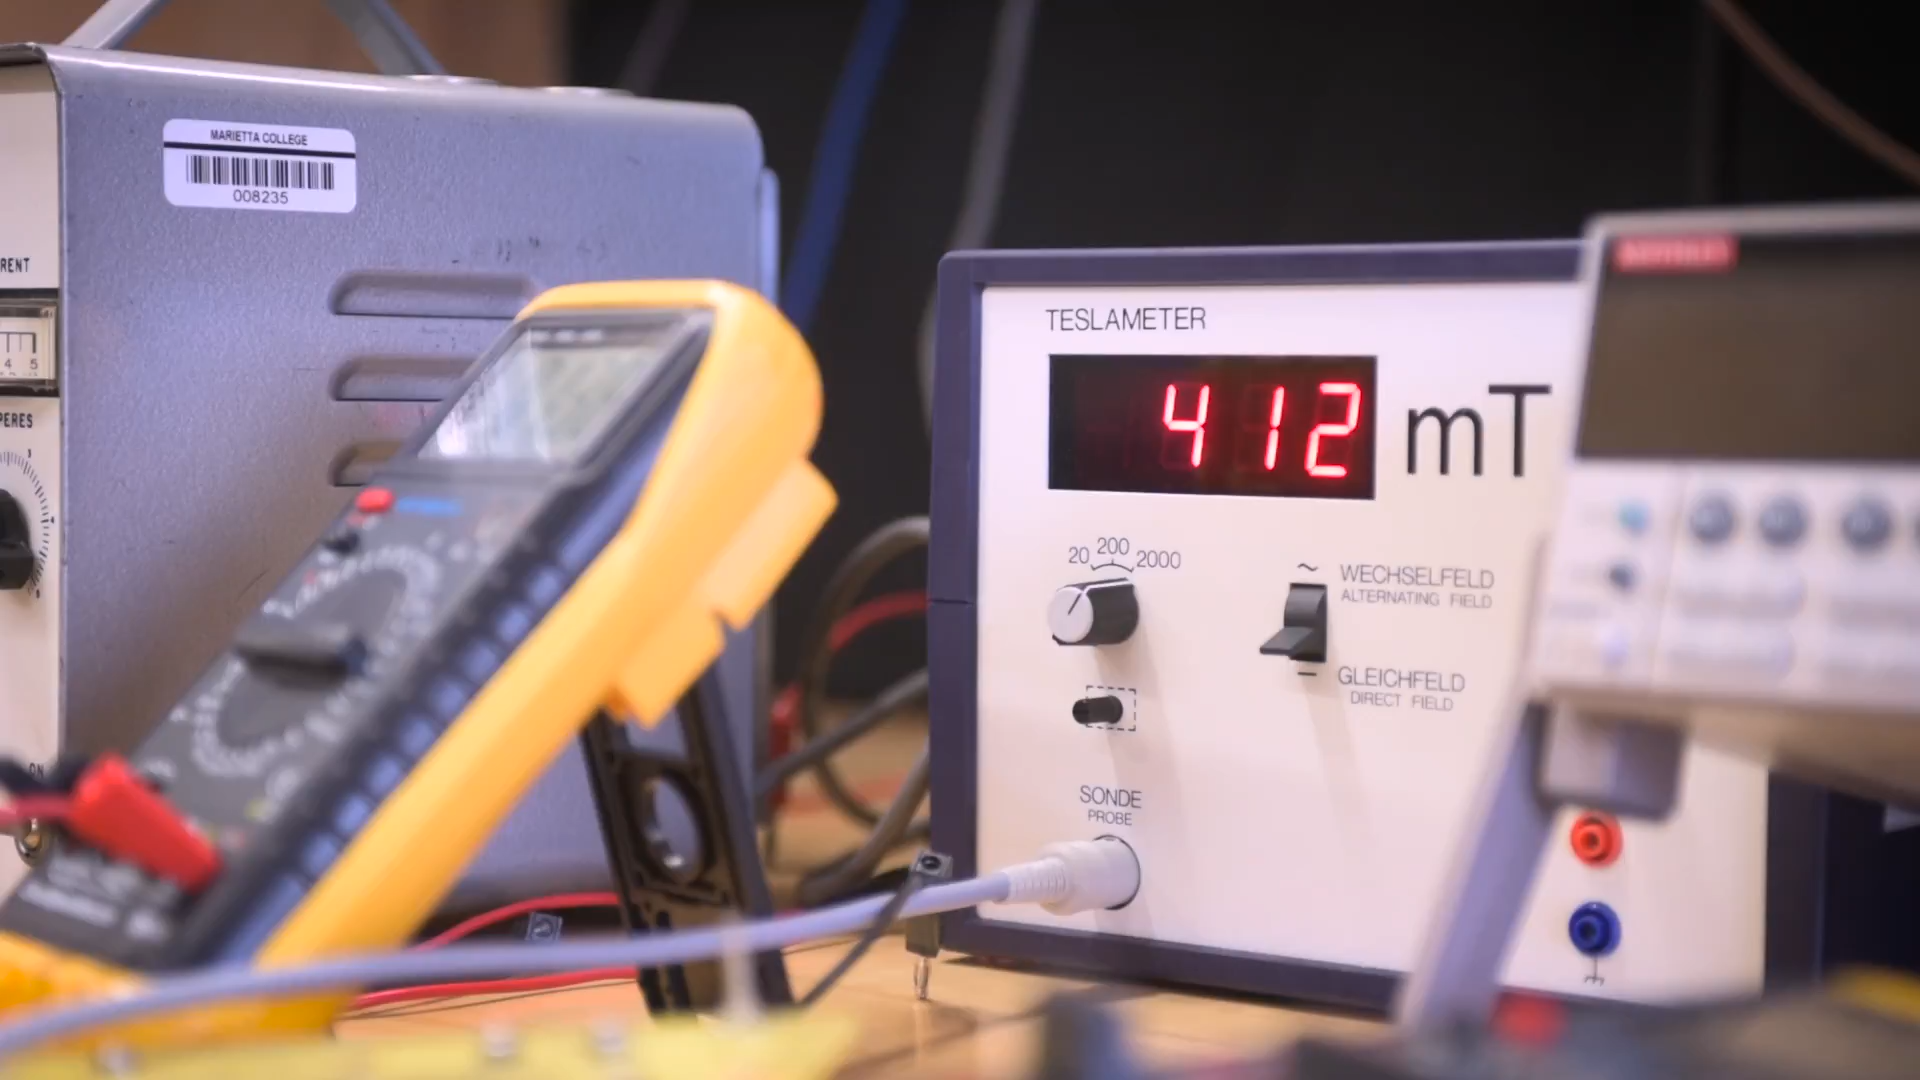 MARIETTA COLLEGE
008235
RENT
4 5
PERES
ON
TESLAMETER
412 mT
20 200 2000
~ WECHSELFELD
ALTERNATING FIELD
GLEICHFELD
– DIRECT FIELD
SONDE
PROBE